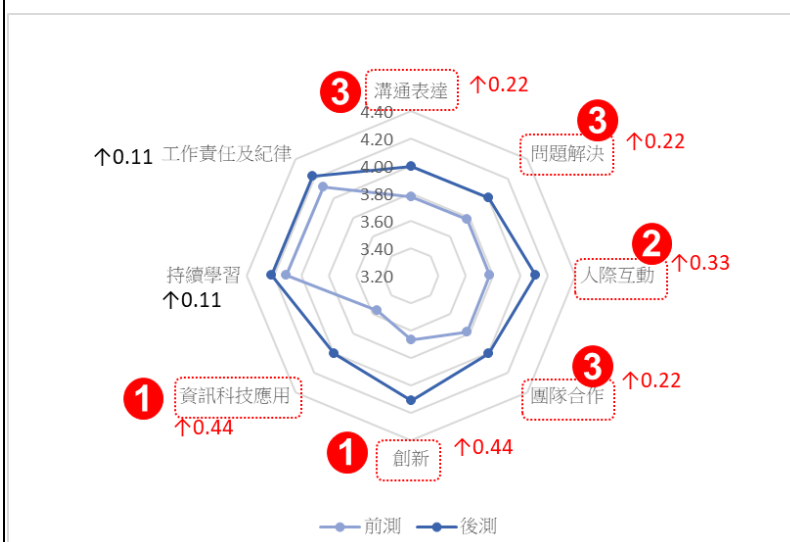 3 溝通表達 ↑0.22
4.40
4.20
4.00
3.80
3.60
3.40
3.20
3
問題解決 ↑0.22
2
人際互動 ↑0.33
3
團隊合作 ↑0.22
1
創新 ↑0.44
1 資訊科技應用
↑0.44
持續學習
↑0.11
↑0.11 工作責任及紀律
前測 後測